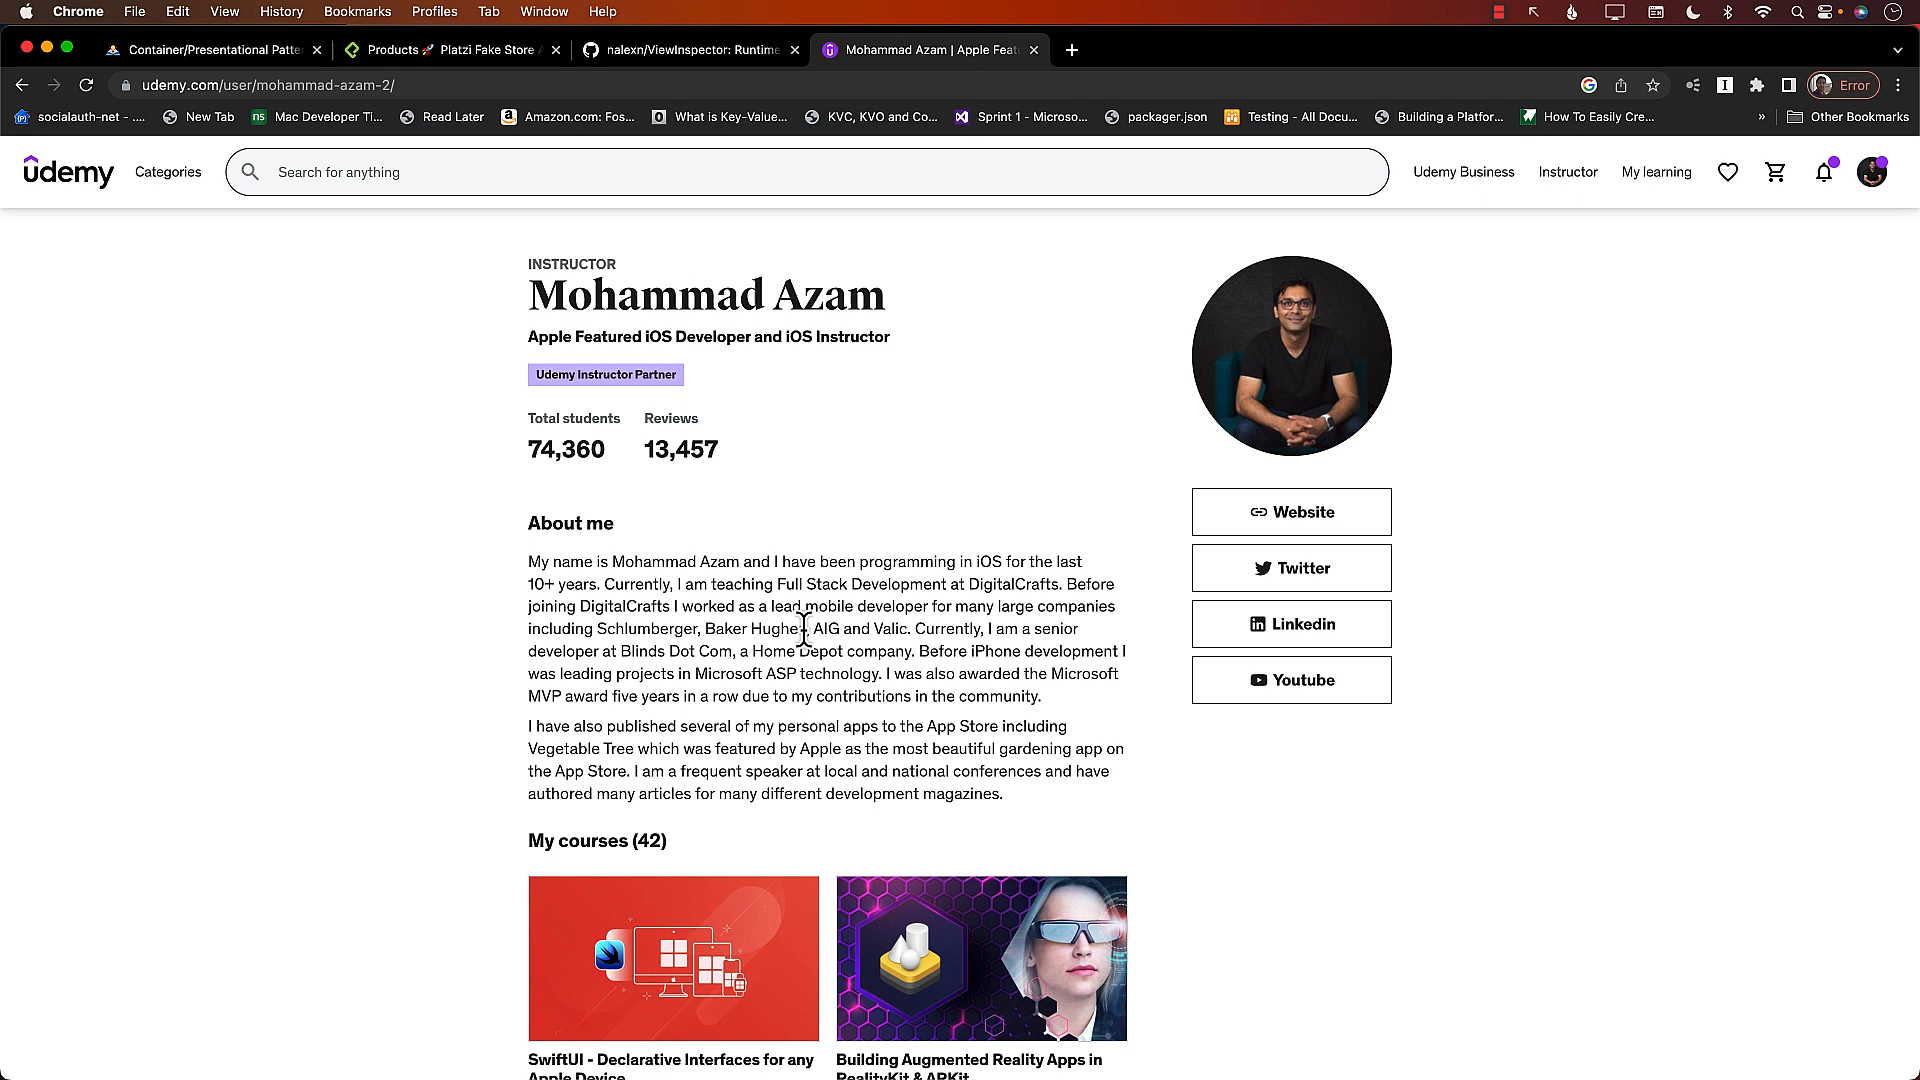 Chrome File Edit View History Bookmarks Profiles Tab Window Help
Container/Presentational Patte
Products 🚀 Platzi Fake Store A
nalexn/ViewInspector: Runtime
Mohammad Azam | Apple Feat
udemy.com/user/mohammad-azam-2/
Error
socialauth-net - ....
New Tab
ns Mac Developer Ti...
Read Later
Amazon.com: Fos...
What is Key-Value...
KVC, KVO and Co...
Sprint 1 - Microso...
packager.json
Testing - All Docu...
Building a Platfor...
How To Easily Cre...
»
Other Bookmarks
udemy
Categories
Search for anything
Udemy Business
Instructor
My learning
INSTRUCTOR
Mohammad Azam
Apple Featured iOS Developer and iOS Instructor
Udemy Instructor Partner
Total students Reviews
74,360 13,457
About me
My name is Mohammad Azam and I have been programming in iOS for the last
10+ years. Currently, I am teaching Full Stack Development at DigitalCrafts. Before
joining DigitalCrafts I worked as a lead mobile developer for many large companies
including Schlumberger, Baker Hughe AIG and Valic. Currently, I am a senior
developer at Blinds Dot Com, a Home Depot company. Before iPhone development I
was leading projects in Microsoft ASP technology. I was also awarded the Microsoft
MVP award five years in a row due to my contributions in the community.
I have also published several of my personal apps to the App Store including
Vegetable Tree which was featured by Apple as the most beautiful gardening app on
the App Store. I am a frequent speaker at local and national conferences and have
authored many articles for many different development magazines.
Website
Twitter
Linkedin
Youtube
My courses (42)
SwiftUI - Declarative Interfaces for any
Apple Device
Building Augmented Reality Apps in
RealityKit & ARKit